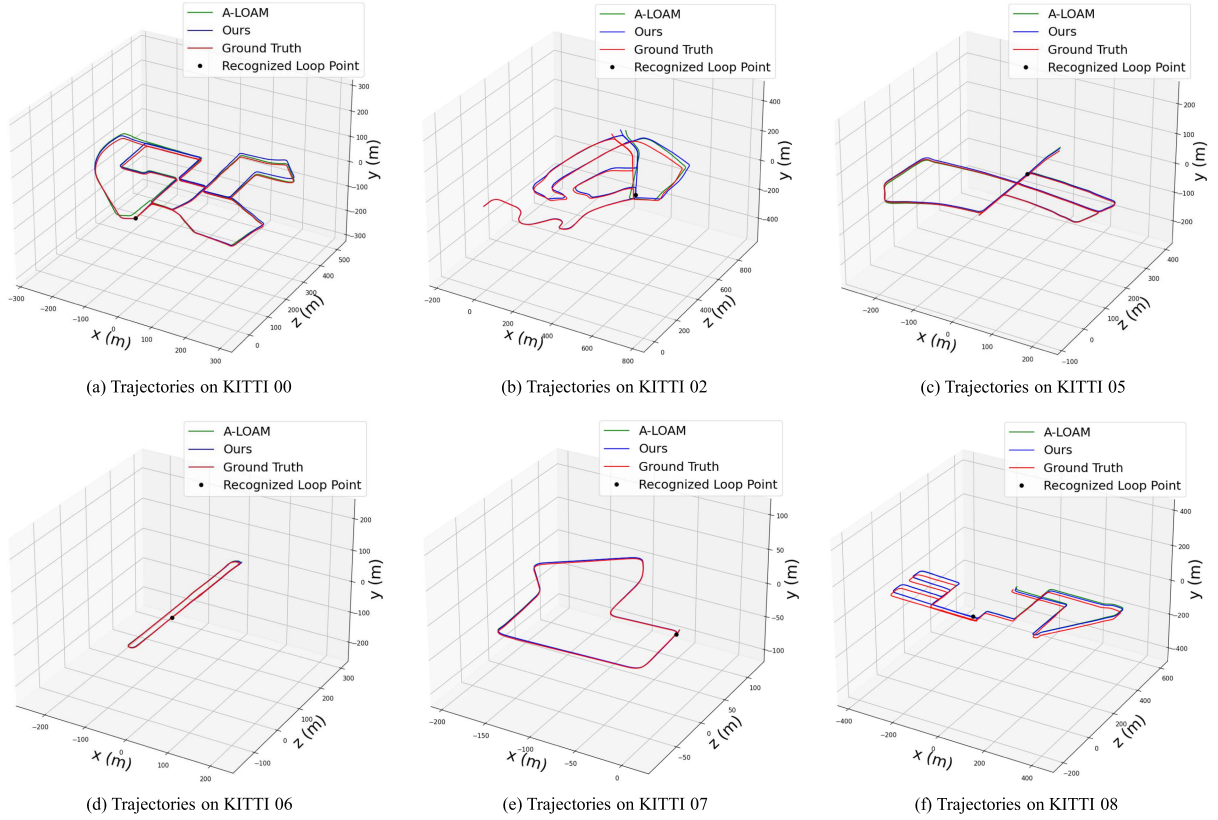 A-LOAM
Ours
Ground Truth
Recognized Loop Point
300
200
100
0
−100
−200
−300
y (m)
500
400
300
200
100
0
z (m)
−300
−200
−100
0
100
200
300
x (m)
(a) Trajectories on KITTI 00
A-LOAM
Ours
Ground Truth
Recognized Loop Point
400
200
0
−200
−400
y (m)
800
600
400
200
0
z (m)
−200
0
200
400
600
800
x (m)
(b) Trajectories on KITTI 02
A-LOAM
Ours
Ground Truth
Recognized Loop Point
200
100
0
−100
−200
y (m)
400
300
200
100
0
−100
z (m)
−200
−100
0
100
200
x (m)
(c) Trajectories on KITTI 05
A-LOAM
Ours
Ground Truth
Recognized Loop Point
200
100
0
−100
−200
y (m)
300
200
100
0
−100
z (m)
−200
−100
0
100
200
x (m)
(d) Trajectories on KITTI 06
A-LOAM
Ours
Ground Truth
Recognized Loop Point
100
50
0
−50
−100
y (m)
100
50
0
−50
z (m)
−200
−150
−100
−50
0
x (m)
(e) Trajectories on KITTI 07
A-LOAM
Ours
Ground Truth
Recognized Loop Point
400
200
0
−200
−400
y (m)
600
400
200
0
−200
z (m)
−400
−200
0
200
400
x (m)
(f) Trajectories on KITTI 08